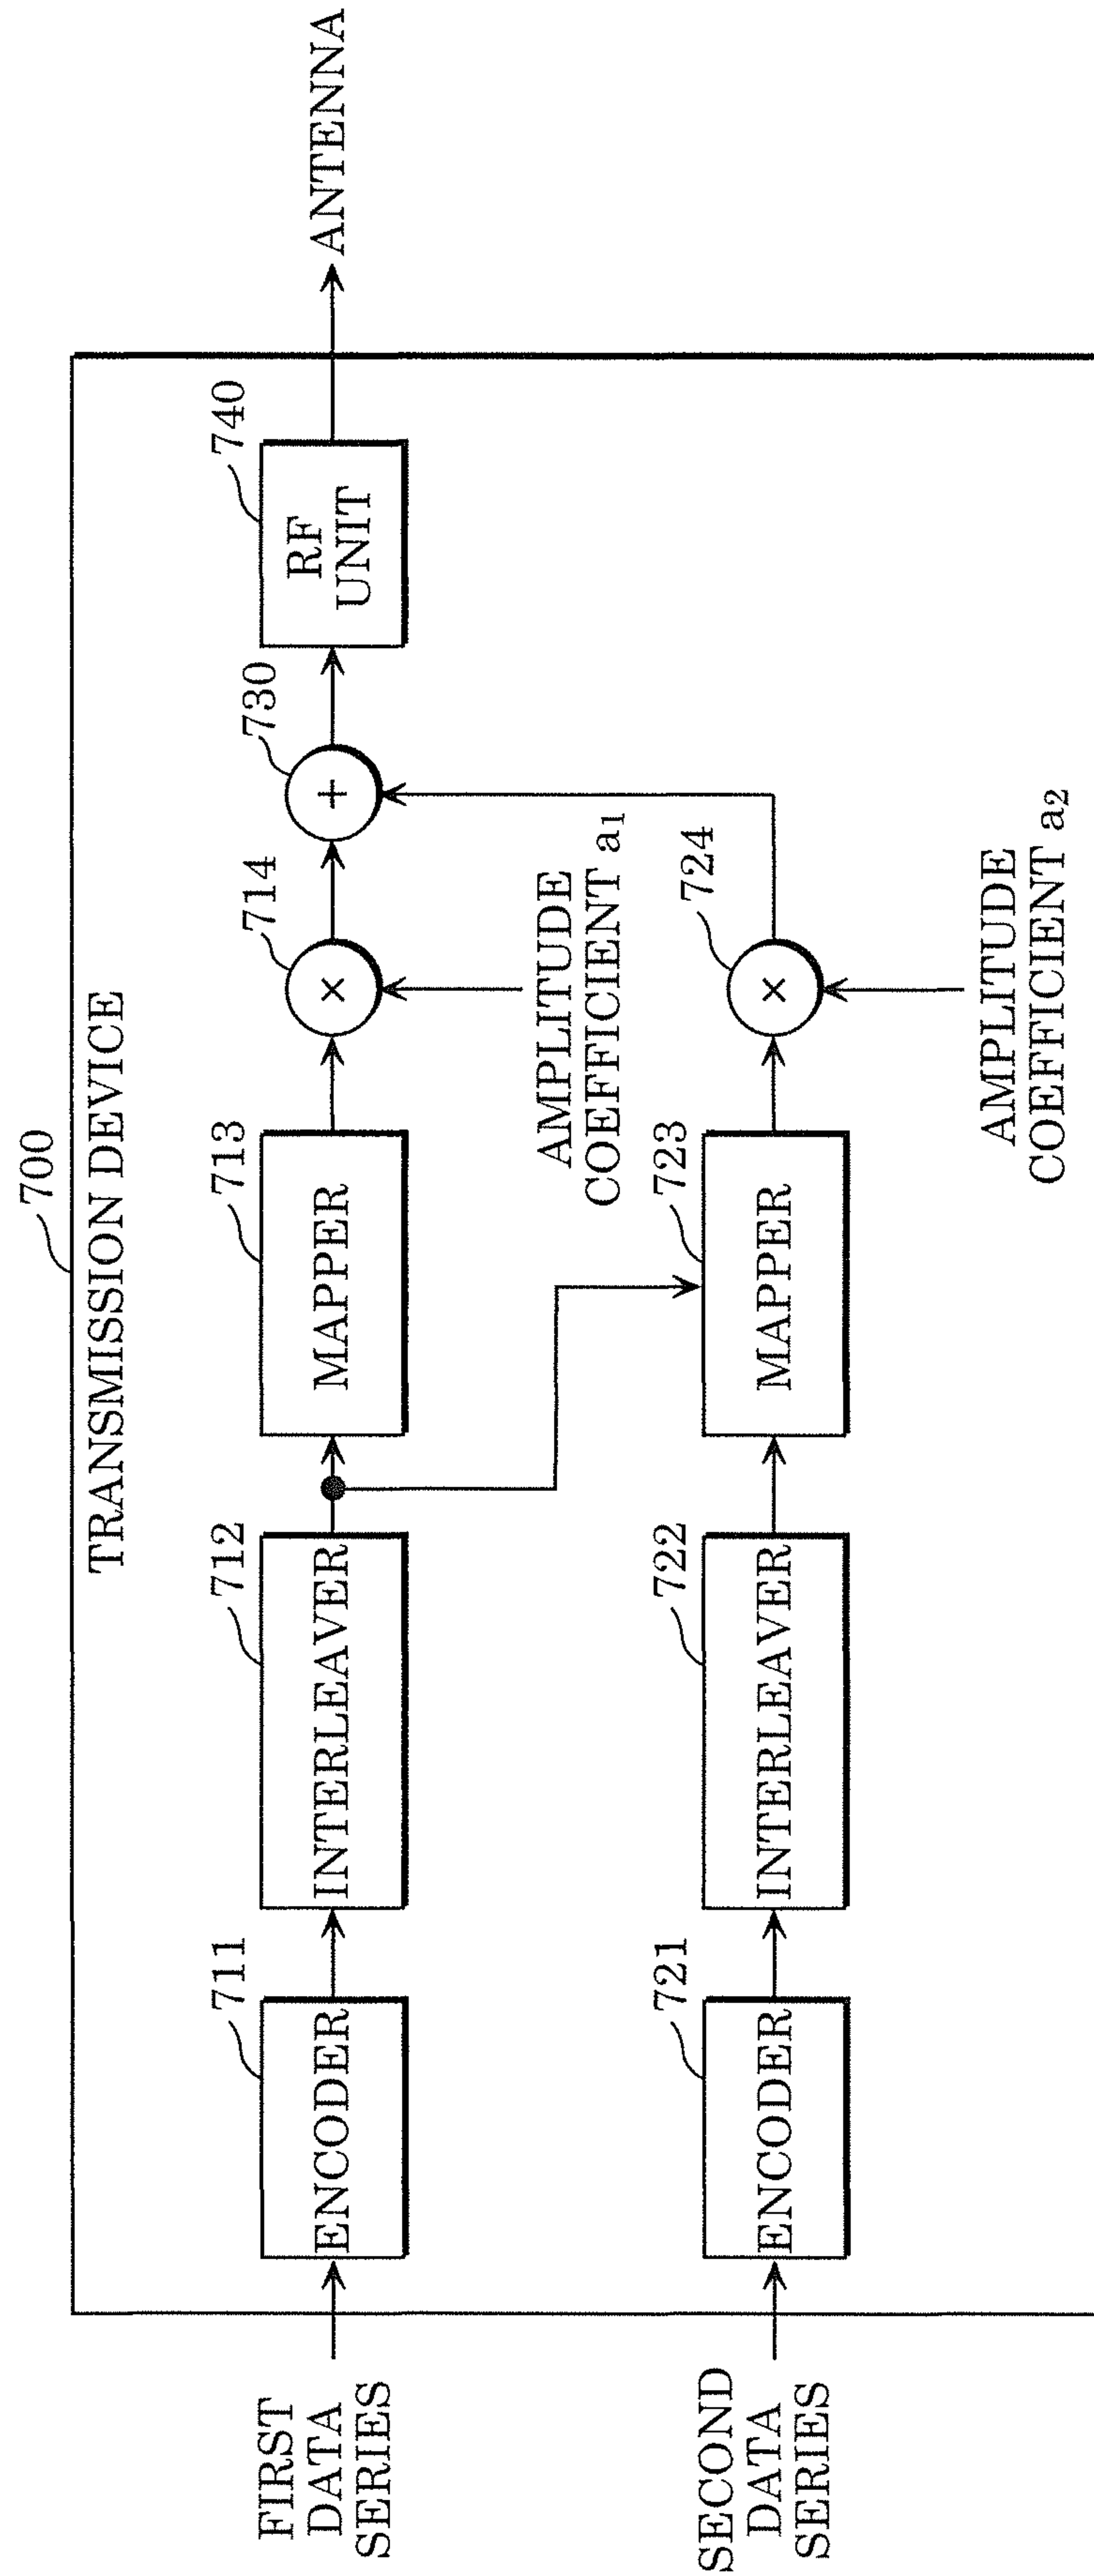 700
TRANSMISSION DEVICE
FIRST
DATA
SERIES
711
ENCODER
712
INTERLEAVER
713
MAPPER
714
×
AMPLITUDE
COEFFICIENT a1
730
+
740
RF
UNIT
ANTENNA
SECOND
DATA
SERIES
721
ENCODER
722
INTERLEAVER
723
MAPPER
724
×
AMPLITUDE
COEFFICIENT a2